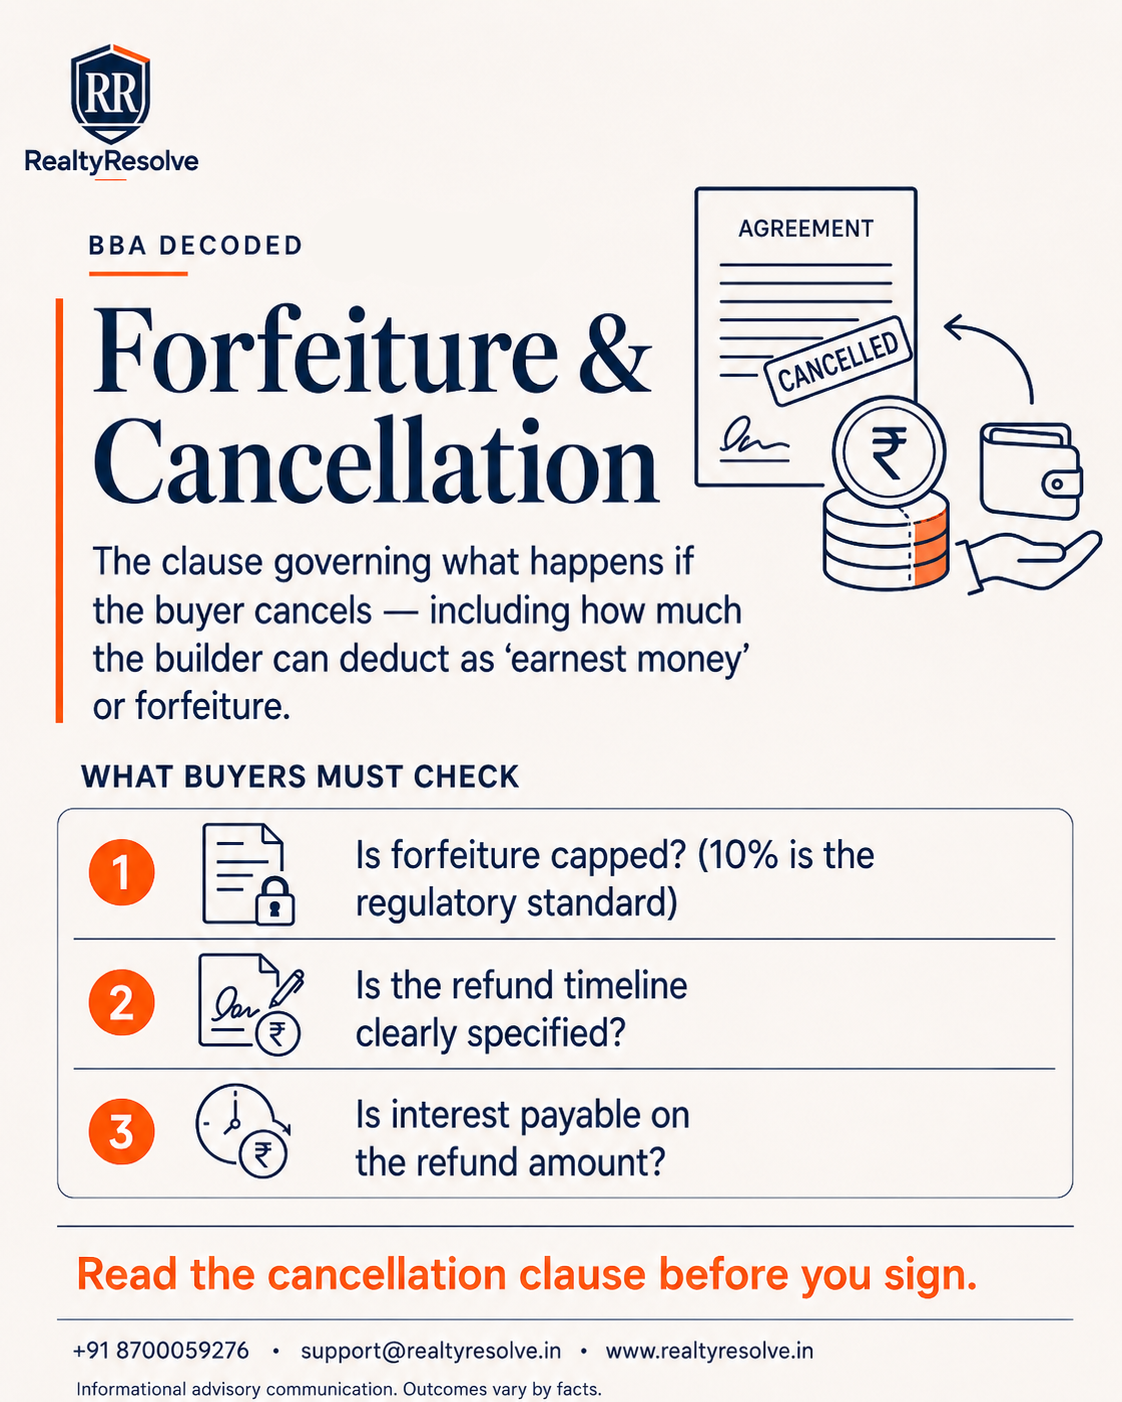 RR
RealtyResolve
BBA DECODED
Forfeiture &
Cancellation
The clause governing what happens if
the buyer cancels — including how much
the builder can deduct as ‘earnest money’
or forfeiture.
AGREEMENT
CANCELLED
₹
WHAT BUYERS MUST CHECK
1
Is forfeiture capped? (10% is the
regulatory standard)
2
₹
Is the refund timeline
clearly specified?
3
₹
Is interest payable on
the refund amount?
Read the cancellation clause before you sign.
+91 8700059276 • support@realtyresolve.in • www.realtyresolve.in
Informational advisory communication. Outcomes vary by facts.